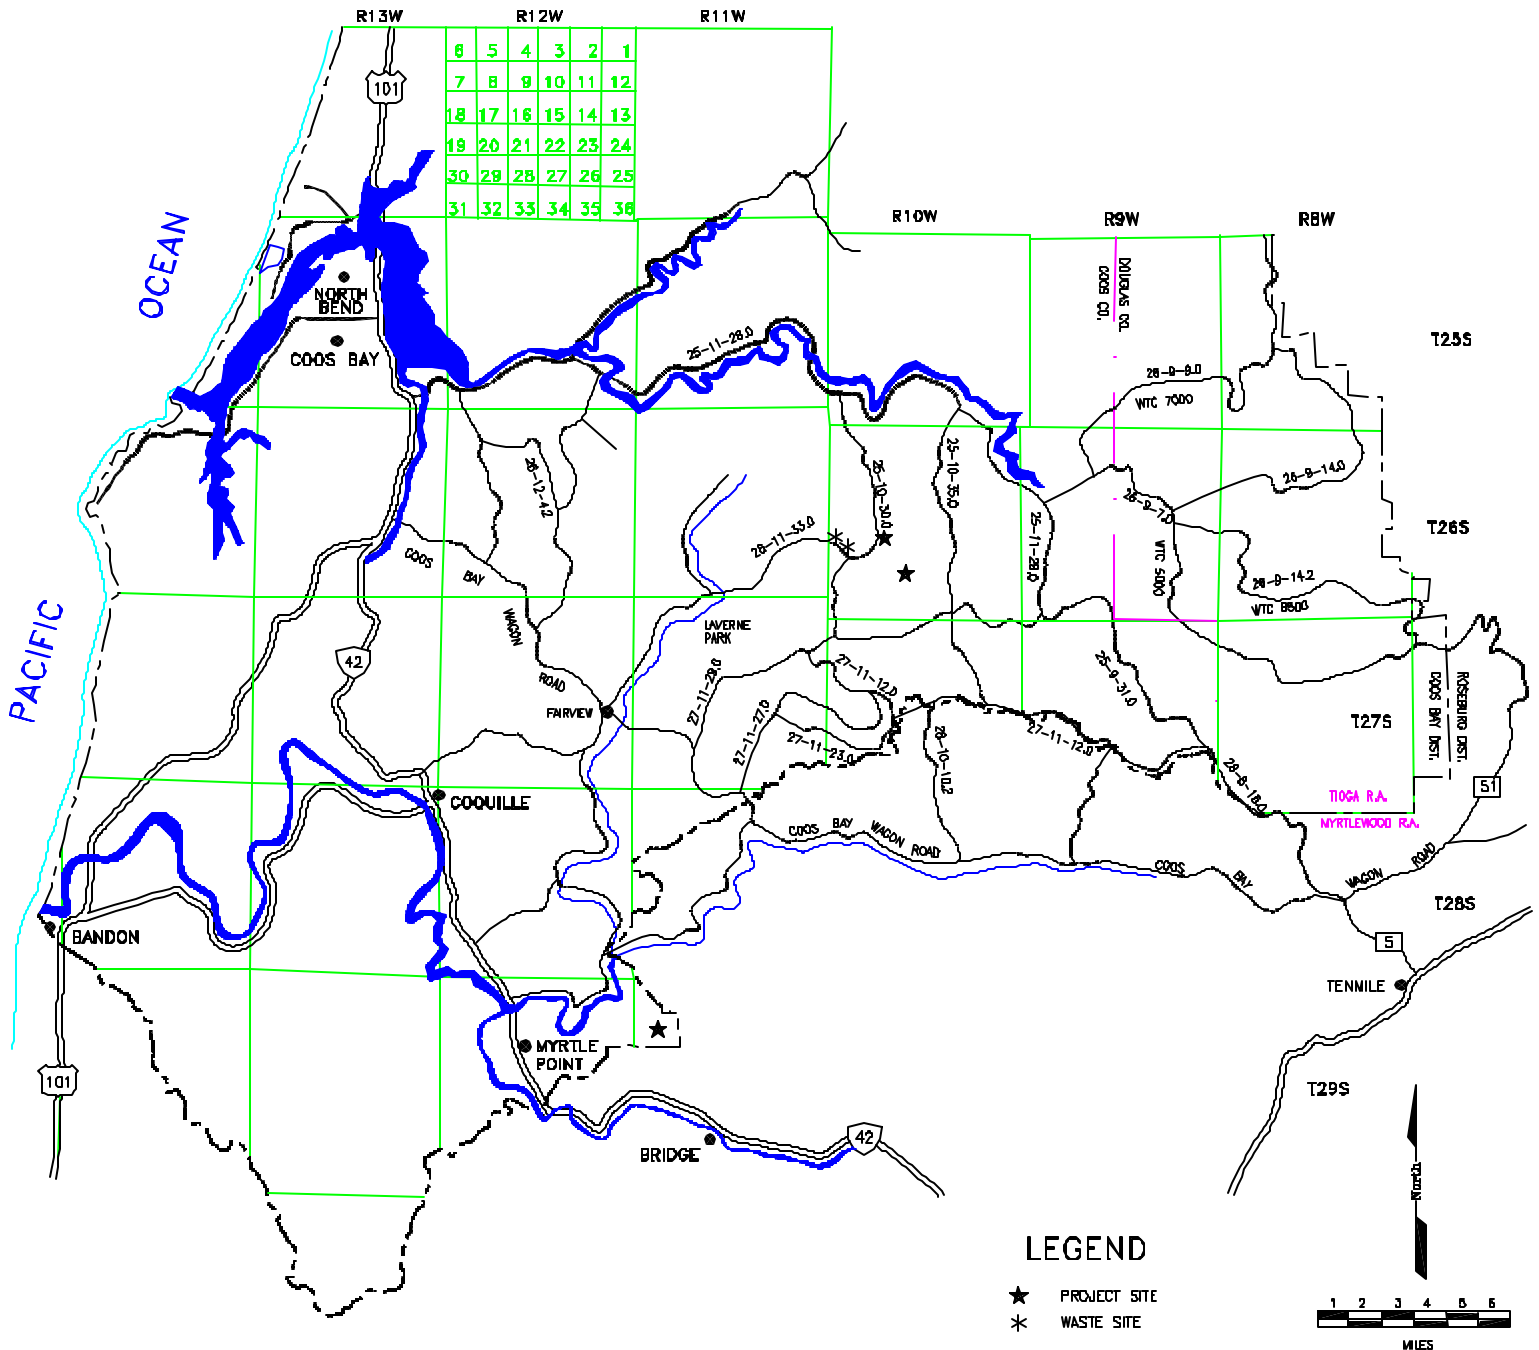 R13W R12W R11W
6 5 4 3 2 1
7 8 9 10 11 12
18 17 16 15 14 13
19 20 21 22 23 24
30 29 28 27 26 25
31 32 33 34 35 36
101
R10W R9W R8W
OCEAN
PACIFIC
DOUGLAS CO.
COOS CO.
NORTH
BEND
COOS BAY
25-11-28.0
T25S
26-9-8.0
WTC 7000
26-12-4.2
25-10-30.0
25-10-35.0
25-11-28.0
26-9-14.0
26-9-7.0
T26S
28-11-33.0
WTC 5000
26-9-14.2
WTC 8500
COOS BAY WAGON ROAD
LAVERNE
PARK
42
FAIRVIEW
27-11-29.0
27-11-12.0
27-11-27.0
27-11-23.0
28-10-10.2
27-11-12.0
25-9-31.0
28-8-18.0
T27S
ROSEBURG DIST.
COOS BAY DIST.
51
TIOGA R.A.
MYRTLEWOOD R.A.
COQUILLE
COOS BAY WAGON ROAD
COOS BAY WAGON ROAD
T28S
BANDON
5
TENMILE
MYRTLE
POINT
101
T29S
BRIDGE
42
North
LEGEND
PROJECT SITE
WASTE SITE
1 2 3 4 5 6
MILES